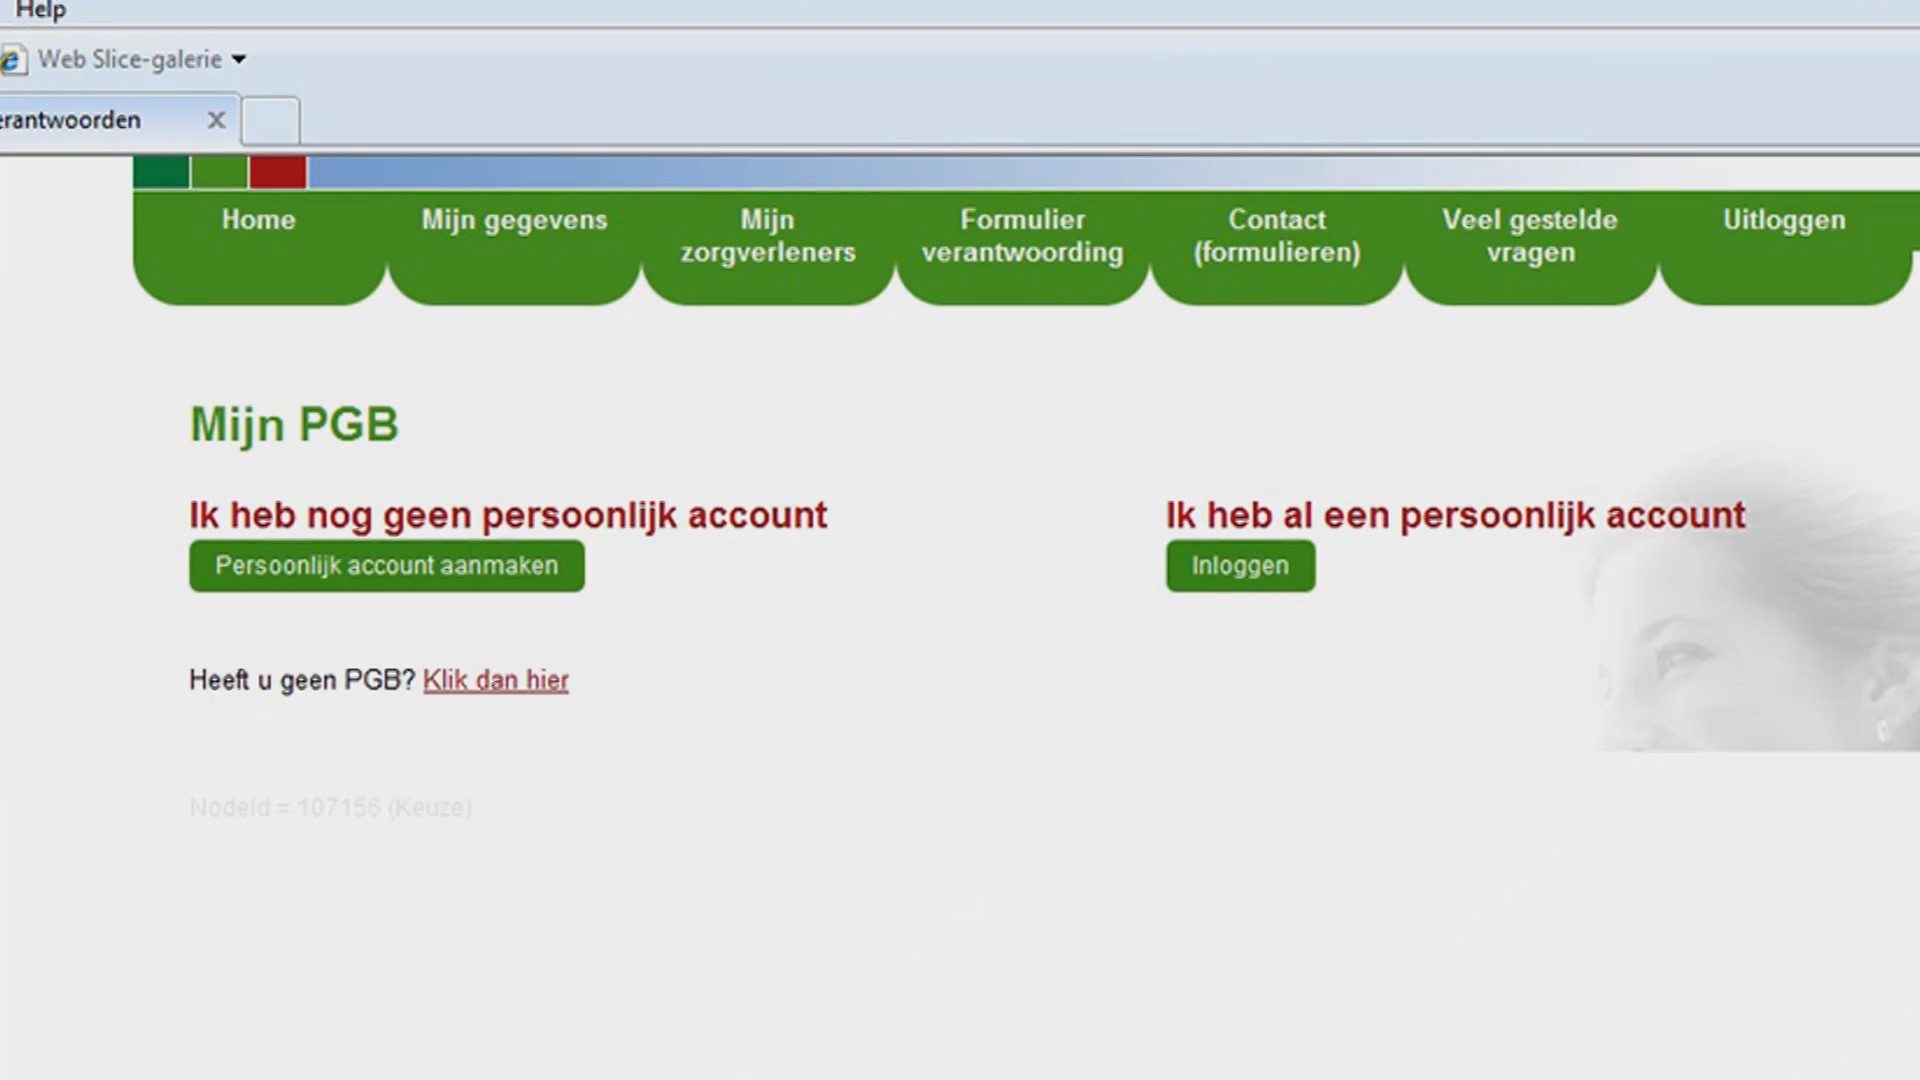 Help
Web Slice-galerie
erantwoorden
Home
Mijn gegevens
Mijn
zorgverleners
Formulier
verantwoording
Contact
(formulieren)
Veel gestelde
vragen
Uitloggen
Mijn PGB
Ik heb nog geen persoonlijk account
Persoonlijk account aanmaken
Ik heb al een persoonlijk account
Inloggen
Heeft u geen PGB? Klik dan hier
NodeId = 107156 (Keuze)